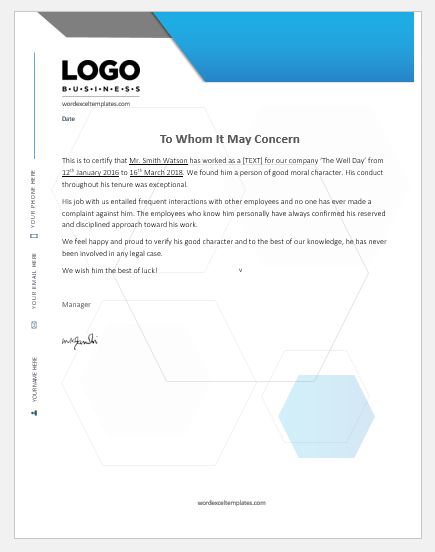 LOGO
B•U•S•I•N•E•S•S
wordexceltemplates.com
Date
To Whom It May Concern
This is to certify that Mr. Smith Watson has worked as a [TEXT] for our company ‘The Well Day’ from
12th January 2016 to 16th March 2018. We found him a person of good moral character. His conduct
throughout his tenure was exceptional.
His job with us entailed frequent interactions with other employees and no one has ever made a
complaint against him. The employees who know him personally have always confirmed his reserved
and disciplined approach toward his work.
We feel happy and proud to verify his good character and to the best of our knowledge, he has never
been involved in any legal case.
We wish him the best of luck! v
Manager
YOUR PHONE HERE
YOUR EMAIL HERE
YOURNAME HERE
wordexceltemplates.com